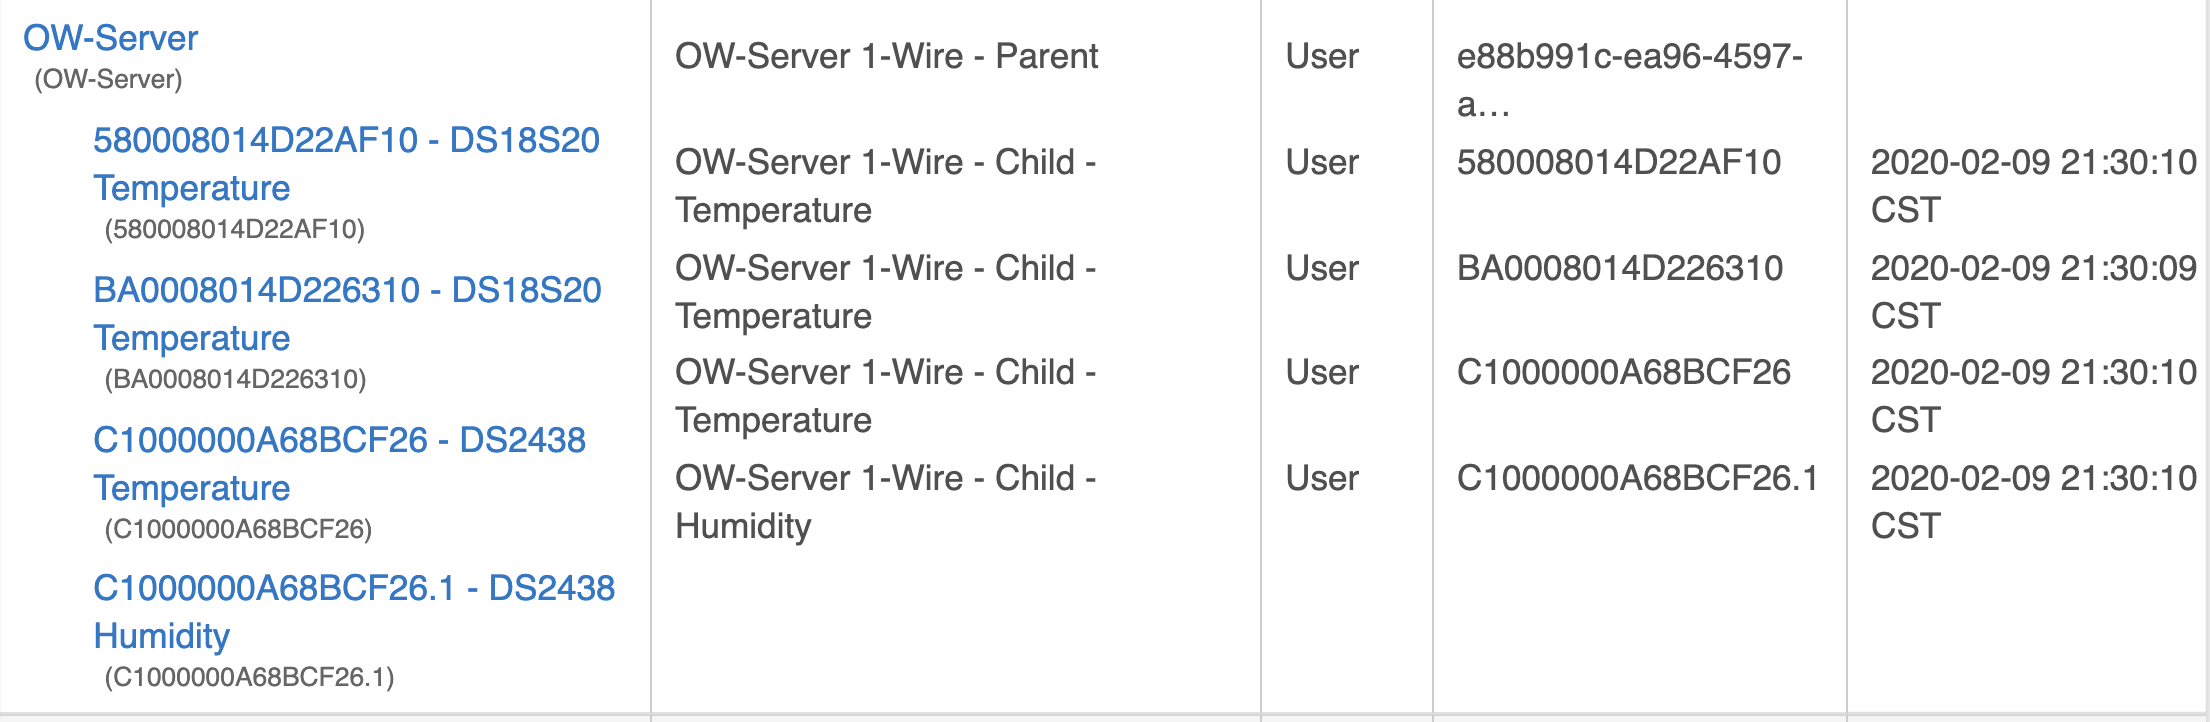 OW-Server
(OW-Server)
580008014D22AF10 - DS18S20
Temperature
(580008014D22AF10)
BA0008014D226310 - DS18S20
Temperature
(BA0008014D226310)
C1000000A68BCF26 - DS2438
Temperature
(C1000000A68BCF26)
C1000000A68BCF26.1 - DS2438
Humidity
(C1000000A68BCF26.1)
OW-Server 1-Wire - Parent
OW-Server 1-Wire - Child -
Temperature
OW-Server 1-Wire - Child -
Temperature
OW-Server 1-Wire - Child -
Temperature
OW-Server 1-Wire - Child -
Humidity
User
User
User
User
User
e88b991c-ea96-4597-
a...
580008014D22AF10
BA0008014D226310
C1000000A68BCF26
C1000000A68BCF26.1
2020-02-09 21:30:10
CST
2020-02-09 21:30:09
CST
2020-02-09 21:30:10
CST
2020-02-09 21:30:10
CST